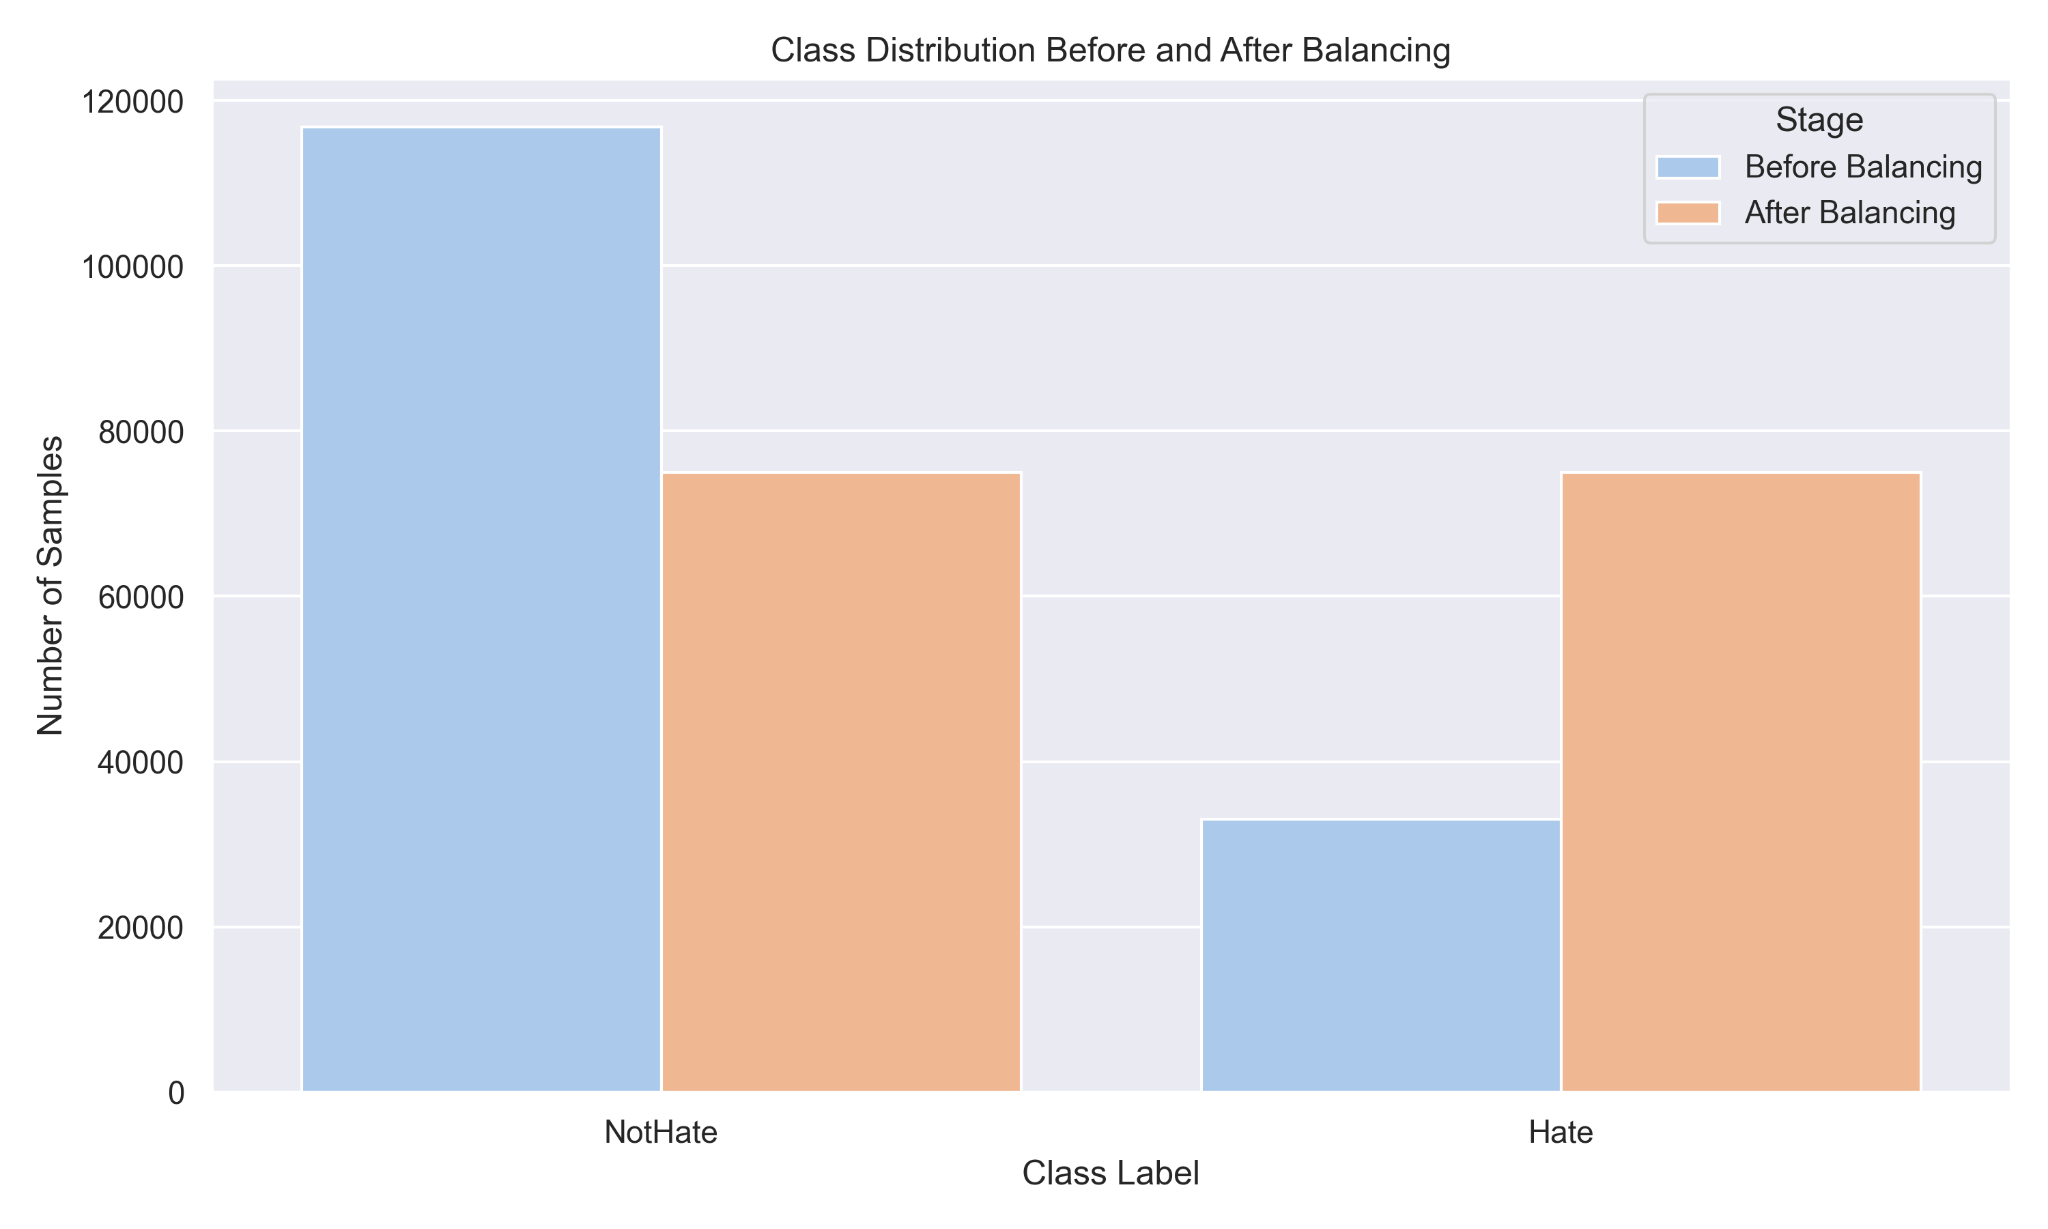 Class Distribution Before and After Balancing
120000
100000
80000
60000
40000
20000
0
Number of Samples
Stage
Before Balancing
After Balancing
NotHate
Hate
Class Label